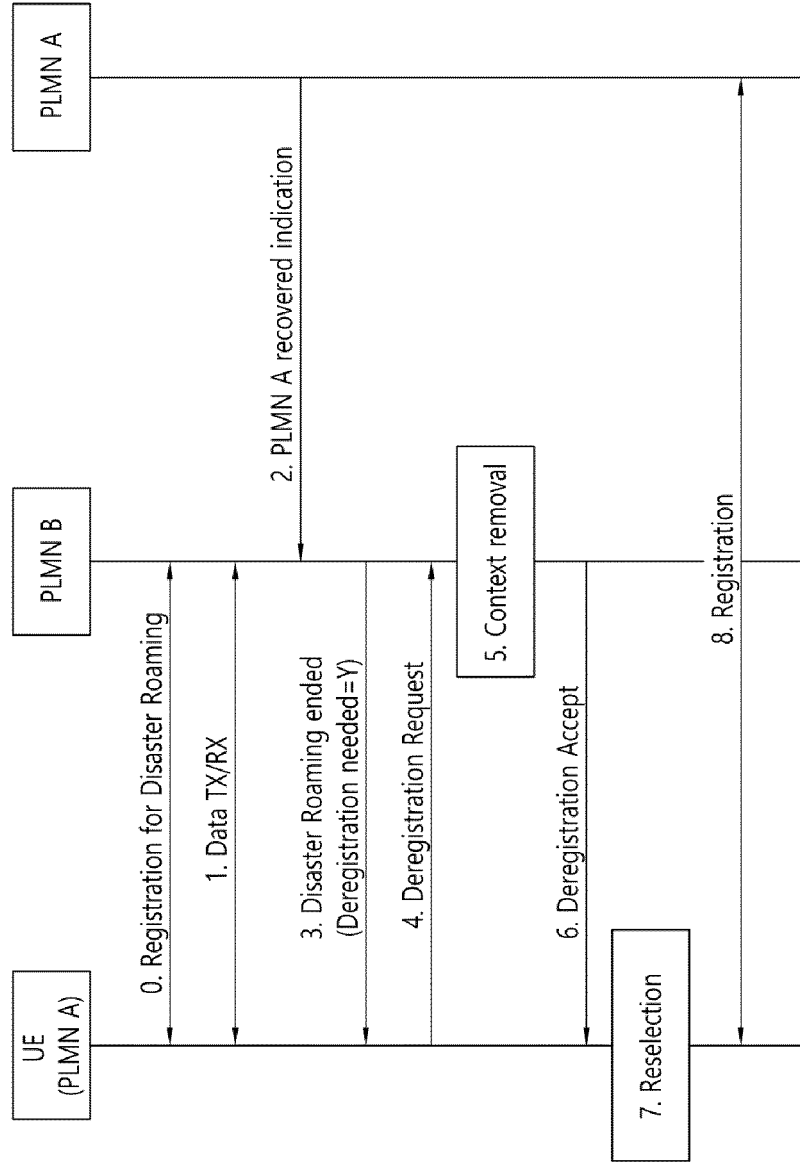 UE
(PLMN A)
PLMN B
PLMN A
0. Registration for Disaster Roaming
1. Data TX/RX
2. PLMN A recovered indication
3. Disaster Roaming ended
(Deregistration needed=Y)
4. Deregistration Request
5. Context removal
6. Deregistration Accept
7. Reselection
8. Registration